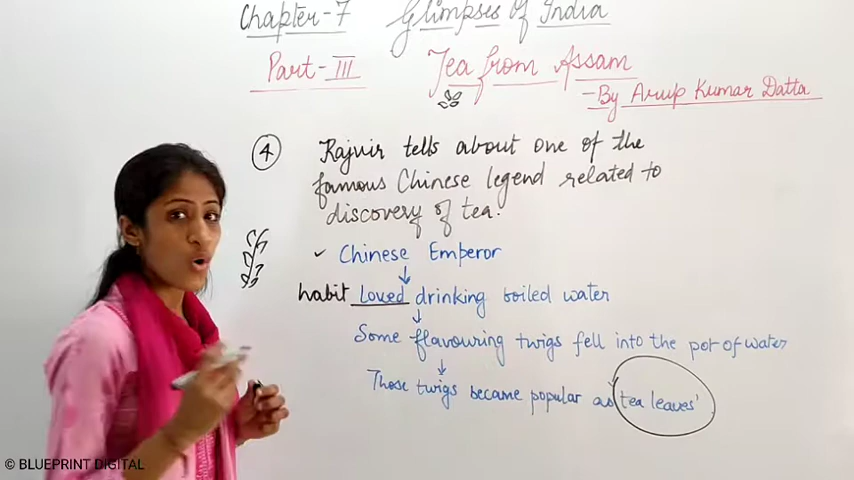 Chapter-7 Glimpses of India
Part-III Tea from Assam
-By Arup Kumar Datta
4 Rajvir tells about one of the
famous Chinese legend related to
discovery of tea.
✓ Chinese Emperor
↓
habit Loved drinking boiled water
↓
Some flavouring twigs fell into the pot of water
↓
Those twigs became popular as 'tea leaves'
© BLUEPRINT DIGITAL